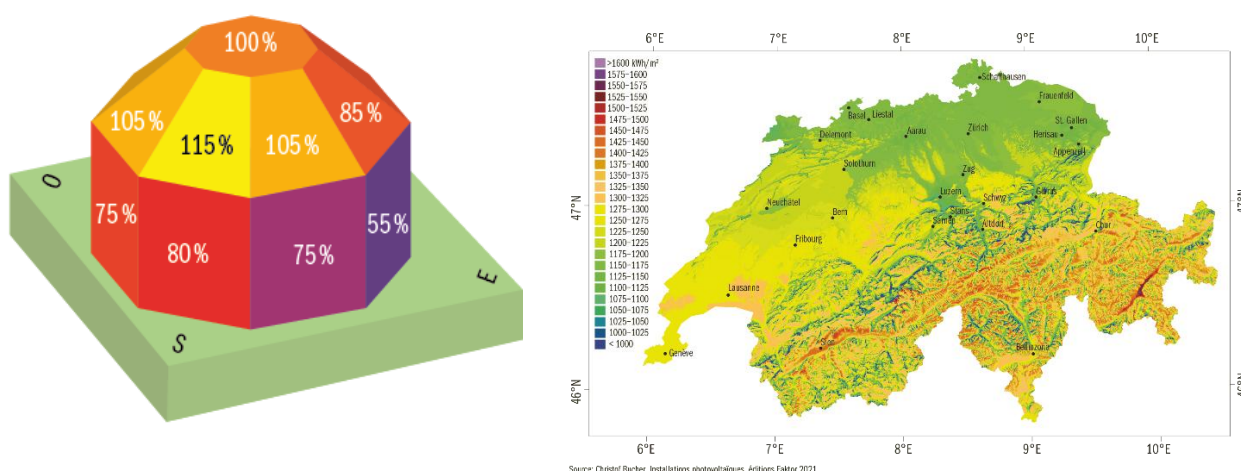 100%
105%
115%
105%
85%
75%
80%
75%
55%
O
S
E
6°E
7°E
8°E
9°E
10°E
>1600 kWh/m²
1575-1600
1550-1575
1525-1550
1500-1525
1475-1500
1450-1475
1425-1450
1400-1425
1375-1400
1350-1375
1325-1350
1300-1325
1275-1300
1250-1275
1225-1250
1200-1225
1175-1200
1150-1175
1125-1150
1100-1125
1075-1100
1050-1075
1025-1050
1000-1025
< 1000
Schaffhausen
Frauenfeld
Basel
Liestal
St. Gallen
Delemont
Aarau
Zürich
Herisau
Appenzell
Solothurn
Zug
Luzern
Schwyz
Glarus
Neuchâtel
Bern
Stans
Sarnen
Altdorf
Chur
Fribourg
Lausanne
Sion
Bellinzona
Genève
47°N
46°N
6°E
7°E
8°E
9°E
10°E
Source: Christof Bucher, Installations photovoltaïques, éditions Faktor 2021